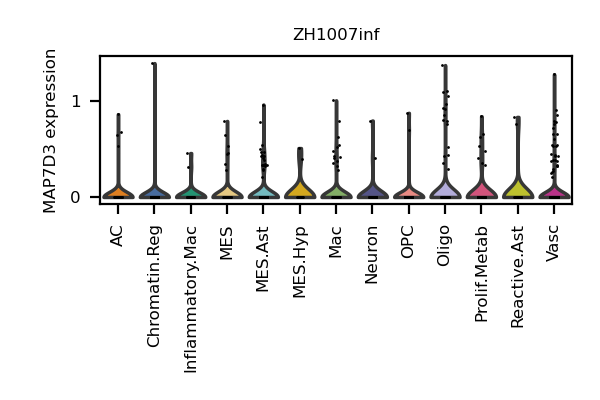 ZH1007inf
MAP7D3 expression
1
0
AC
Chromatin.Reg
Inflammatory.Mac
MES
MES.Ast
MES.Hyp
Mac
Neuron
OPC
Oligo
Prolif.Metab
Reactive.Ast
Vasc